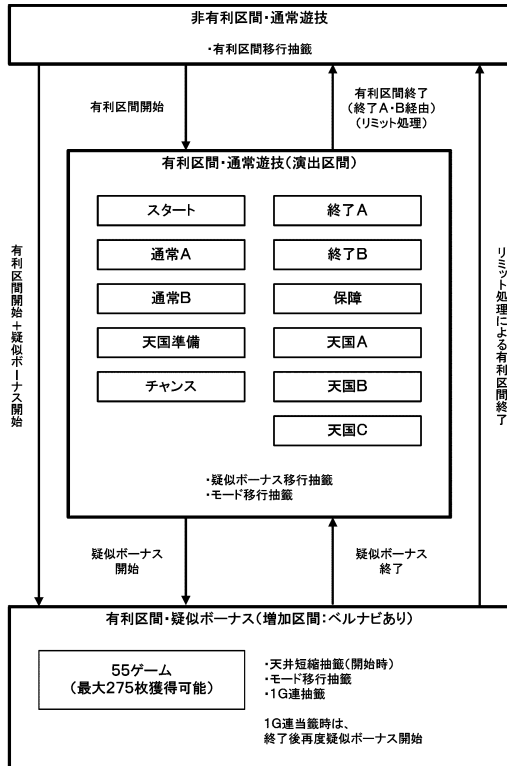 非有利区間・通常遊技
・有利区間移行抽籤
有利区間開始
有利区間終了
(終了A・B経由)
(リミット処理)
有利区間・通常遊技(演出区間)
スタート
通常A
通常B
天国準備
チャンス
終了A
終了B
保障
天国A
天国B
天国C
・疑似ボーナス移行抽籤
・モード移行抽籤
有利区間開始+疑似ボーナス開始
リミット処理による有利区間終了
疑似ボーナス
開始
疑似ボーナス
終了
有利区間・疑似ボーナス(増加区間:ベルナビあり)
55ゲーム
(最大275枚獲得可能)
・天井短縮抽籤(開始時)
・モード移行抽籤
・1G連抽籤
1G連当籤時は、
終了後再度疑似ボーナス開始